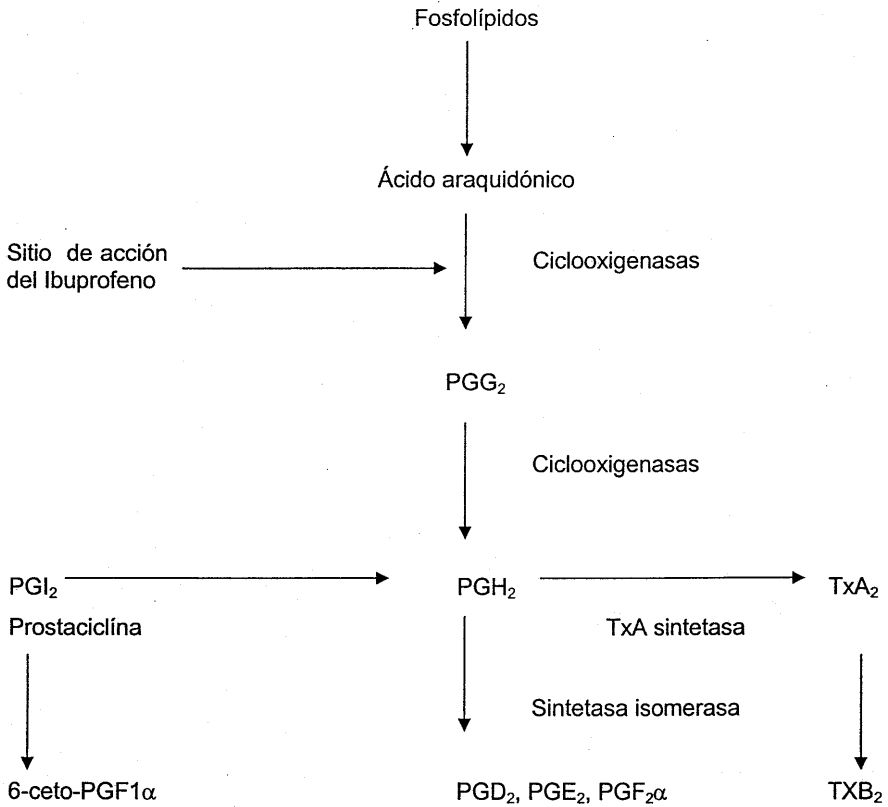 Fosfolípidos
Ácido araquidónico
Sitio de acción
del Ibuprofeno
Ciclooxigenasas
PGG₂
Ciclooxigenasas
PGI₂
PGH₂
TxA₂
Prostaciclína
TxA sintetasa
Sintetasa isomerasa
6-ceto-PGF1α
PGD₂, PGE₂, PGF₂α
TXB₂